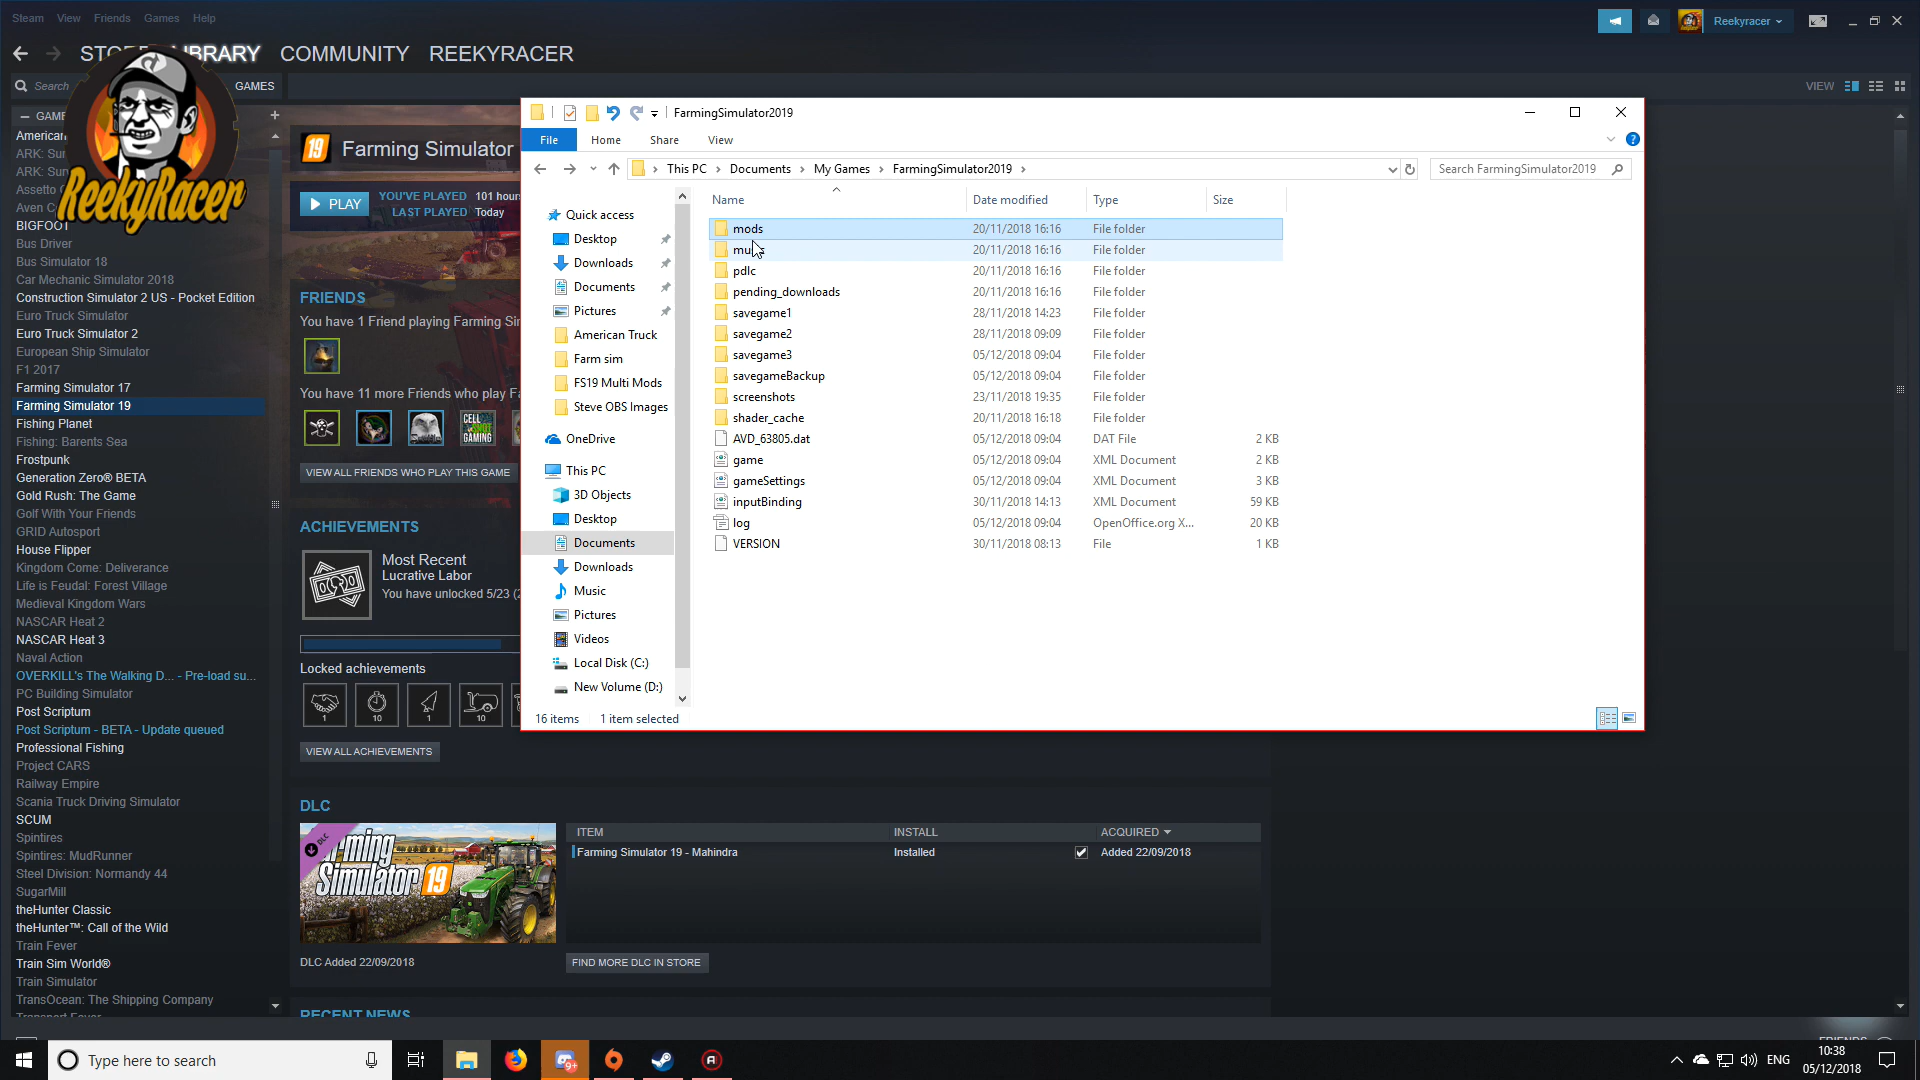 Steam View Friends Games Help
Reekyracer
LIBRARY COMMUNITY REEKYRACER
Search GAMES VIEW
ReekyRacer
ARK: Sur
ARK: Su
Bus Driver
Bus Simulator 18
Car Mechanic Simulator 2018
Construction Simulator 2 US - Pocket Edition
Euro Truck Simulator
Euro Truck Simulator 2
European Ship Simulator
F1 2017
Farming Simulator 17
Farming Simulator 19
Fishing Planet
Fishing: Barents Sea
Frostpunk
Generation Zero® BETA
Gold Rush: The Game
Golf With Your Friends
GRID Autosport
House Flipper
Kingdom Come: Deliverance
Life is Feudal: Forest Village
Medieval Kingdom Wars
NASCAR Heat 2
NASCAR Heat 3
Naval Action
OVERKILL's The Walking D... - Pre-load su...
PC Building Simulator
Post Scriptum
Post Scriptum - BETA - Update queued
Professional Fishing
Project CARS
Railway Empire
Scania Truck Driving Simulator
SCUM
Spintires
Spintires: MudRunner
Steel Division: Normandy 44
SugarMill
theHunter Classic
theHunter™: Call of the Wild
Train Fever
Train Sim World®
Train Simulator
TransOcean: The Shipping Company
Transport Fever
19 Farming Simulator
PLAY
YOU'VE PLAYED 101 hours
LAST PLAYED Today
FRIENDS
You have 1 Friend playing Farming Si
You have 11 more Friends who play Fa
CELL SHOT GAMING
VIEW ALL FRIENDS WHO PLAY THIS GAME
ACHIEVEMENTS
Most Recent
Lucrative Labor
You have unlocked 5/23 (2
Locked achievements
1 10 1 10
VIEW ALL ACHIEVEMENTS
DLC
DLC
Farming Simulator 19
DLC Added 22/09/2018
ITEM INSTALL ACQUIRED
Farming Simulator 19 - Mahindra Installed Added 22/09/2018
FIND MORE DLC IN STORE
RECENT NEWS
FarmingSimulator2019
File Home Share View
This PC Documents My Games FarmingSimulator2019
Search FarmingSimulator2019
Quick access
Desktop
Downloads
Documents
Pictures
American Truck
Farm sim
FS19 Multi Mods
Steve OBS Images
OneDrive
This PC
3D Objects
Desktop
Documents
Downloads
Music
Pictures
Videos
Local Disk (C:)
New Volume (D:)
Name Date modified Type Size
mods 20/11/2018 16:16 File folder
20/11/2018 16:16 File folder
pdlc 20/11/2018 16:16 File folder
pending_downloads 20/11/2018 16:16 File folder
savegame1 28/11/2018 14:23 File folder
savegame2 28/11/2018 09:09 File folder
savegame3 05/12/2018 09:04 File folder
savegameBackup 05/12/2018 09:04 File folder
screenshots 23/11/2018 19:35 File folder
shader_cache 20/11/2018 16:18 File folder
AVD_63805.dat 05/12/2018 09:04 DAT File 2 KB
game 05/12/2018 09:04 XML Document 2 KB
gameSettings 05/12/2018 09:04 XML Document 3 KB
inputBinding 30/11/2018 14:13 XML Document 59 KB
log 05/12/2018 09:04 OpenOffice.org X... 20 KB
VERSION 30/11/2018 08:13 File 1 KB
16 items 1 item selected
Type here to search
9+
ENG
10:38
05/12/2018